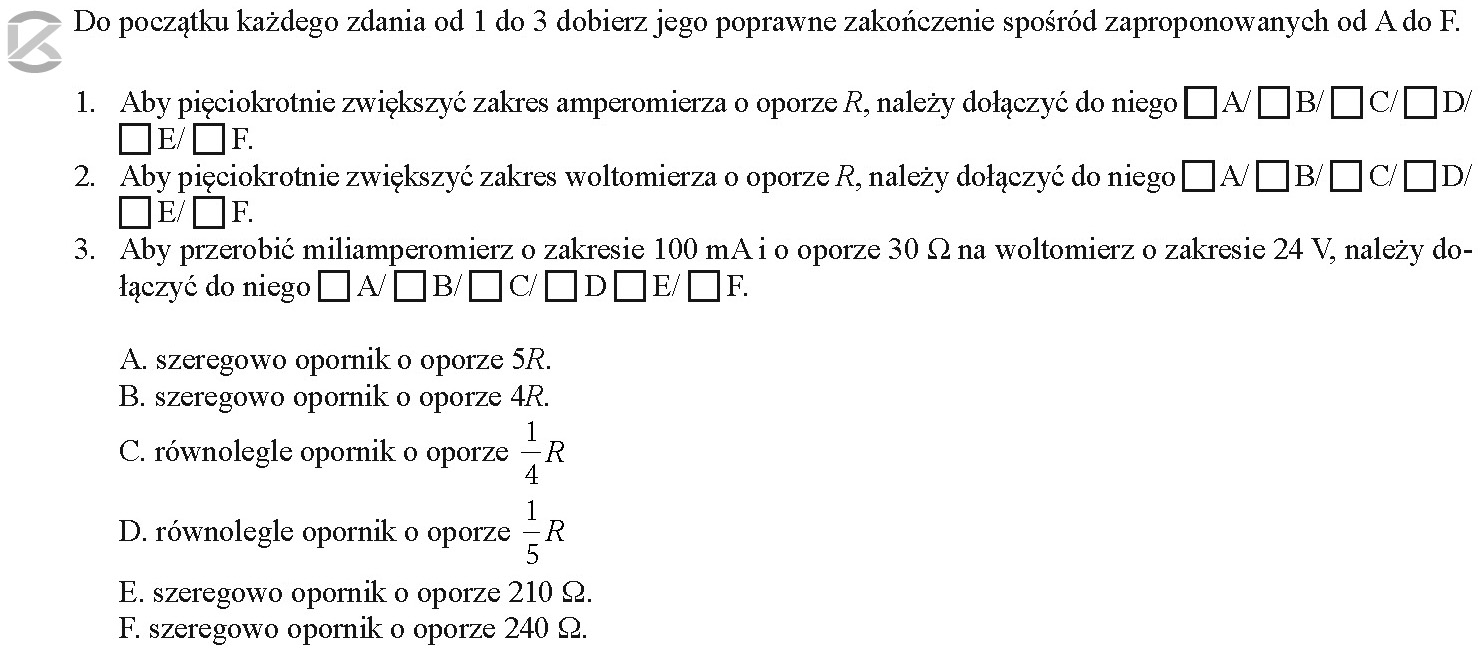 Do początku każdego zdania od 1 do 3 dobierz jego poprawne zakończenie spośród zaproponowanych od A do F.
1. Aby pięciokrotnie zwiększyć zakres amperomierza o oporze R, należy dołączyć do niego □ A/ □ B/ □ C/ □ D/
□ E/ □ F.
2. Aby pięciokrotnie zwiększyć zakres woltomierza o oporze R, należy dołączyć do niego □ A/ □ B/ □ C/ □ D/
□ E/ □ F.
3. Aby przerobić miliamperomierz o zakresie 100 mA i o oporze 30 Ω na woltomierz o zakresie 24 V, należy do-
łączyć do niego □ A/ □ B/ □ C/ □ D □ E/ □ F.
A. szeregowo opornik o oporze 5R.
B. szeregowo opornik o oporze 4R.
C. równolegle opornik o oporze 1/4 R
D. równolegle opornik o oporze 1/5 R
E. szeregowo opornik o oporze 210 Ω.
F. szeregowo opornik o oporze 240 Ω.